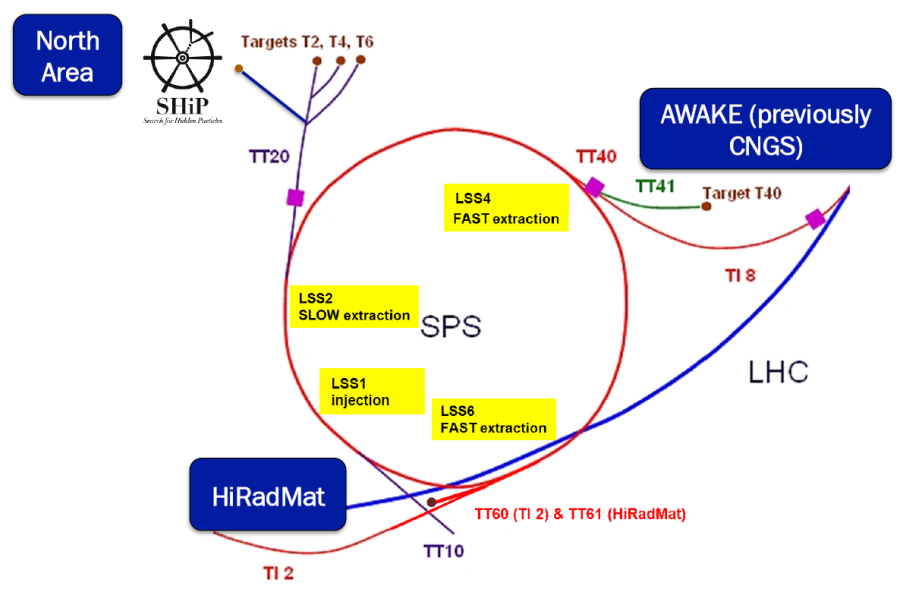 North
Area
SHiP
Search for Hidden Particles
Targets T2, T4, T6
AWAKE (previously
CNGS)
TT20
TT40
TT41
Target T40
LSS4
FAST extraction
TI 8
LSS2
SLOW extraction
SPS
LHC
LSS1
injection
LSS6
FAST extraction
HiRadMat
TT60 (TI 2) & TT61 (HiRadMat)
TT10
TI 2